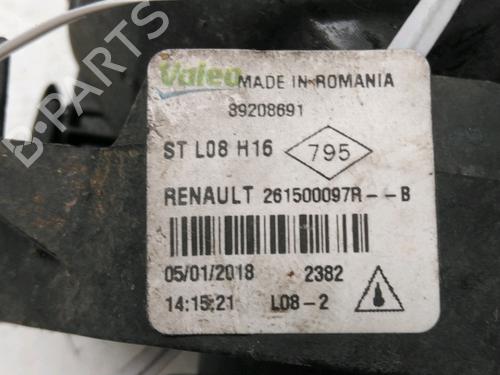 B-PARTS
Valeo MADE IN ROMANIA
89208691
ST L08 H16 795
RENAULT 261500097R--B
05/01/2018 2382
14:15:21 L08-2